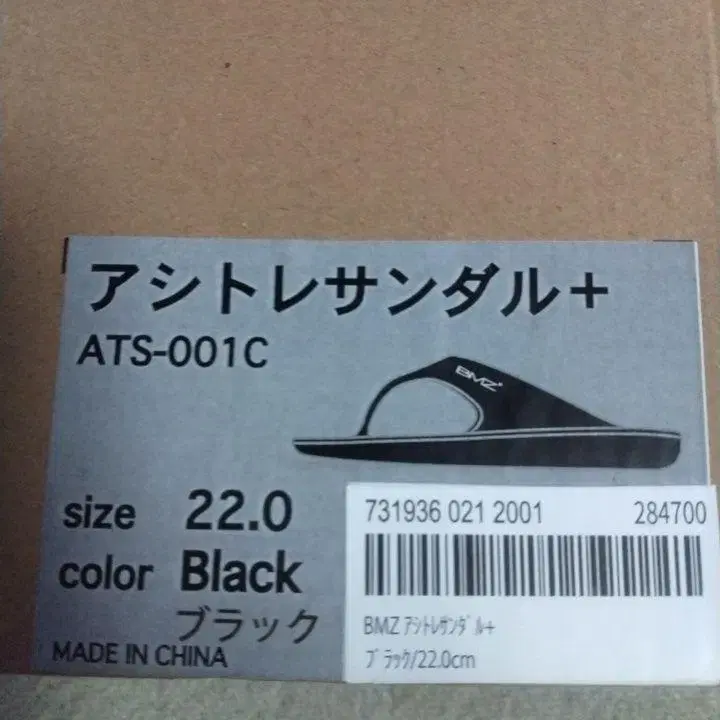 アシトレサンダル＋
ATS-001C
BMZ
size 22.0
color Black
ブラック
MADE IN CHINA
731936 021 2001 284700
BMZ ｱｼﾄﾚｻﾝﾀﾞﾙ+
ﾌﾞﾗｯｸ/22.0cm